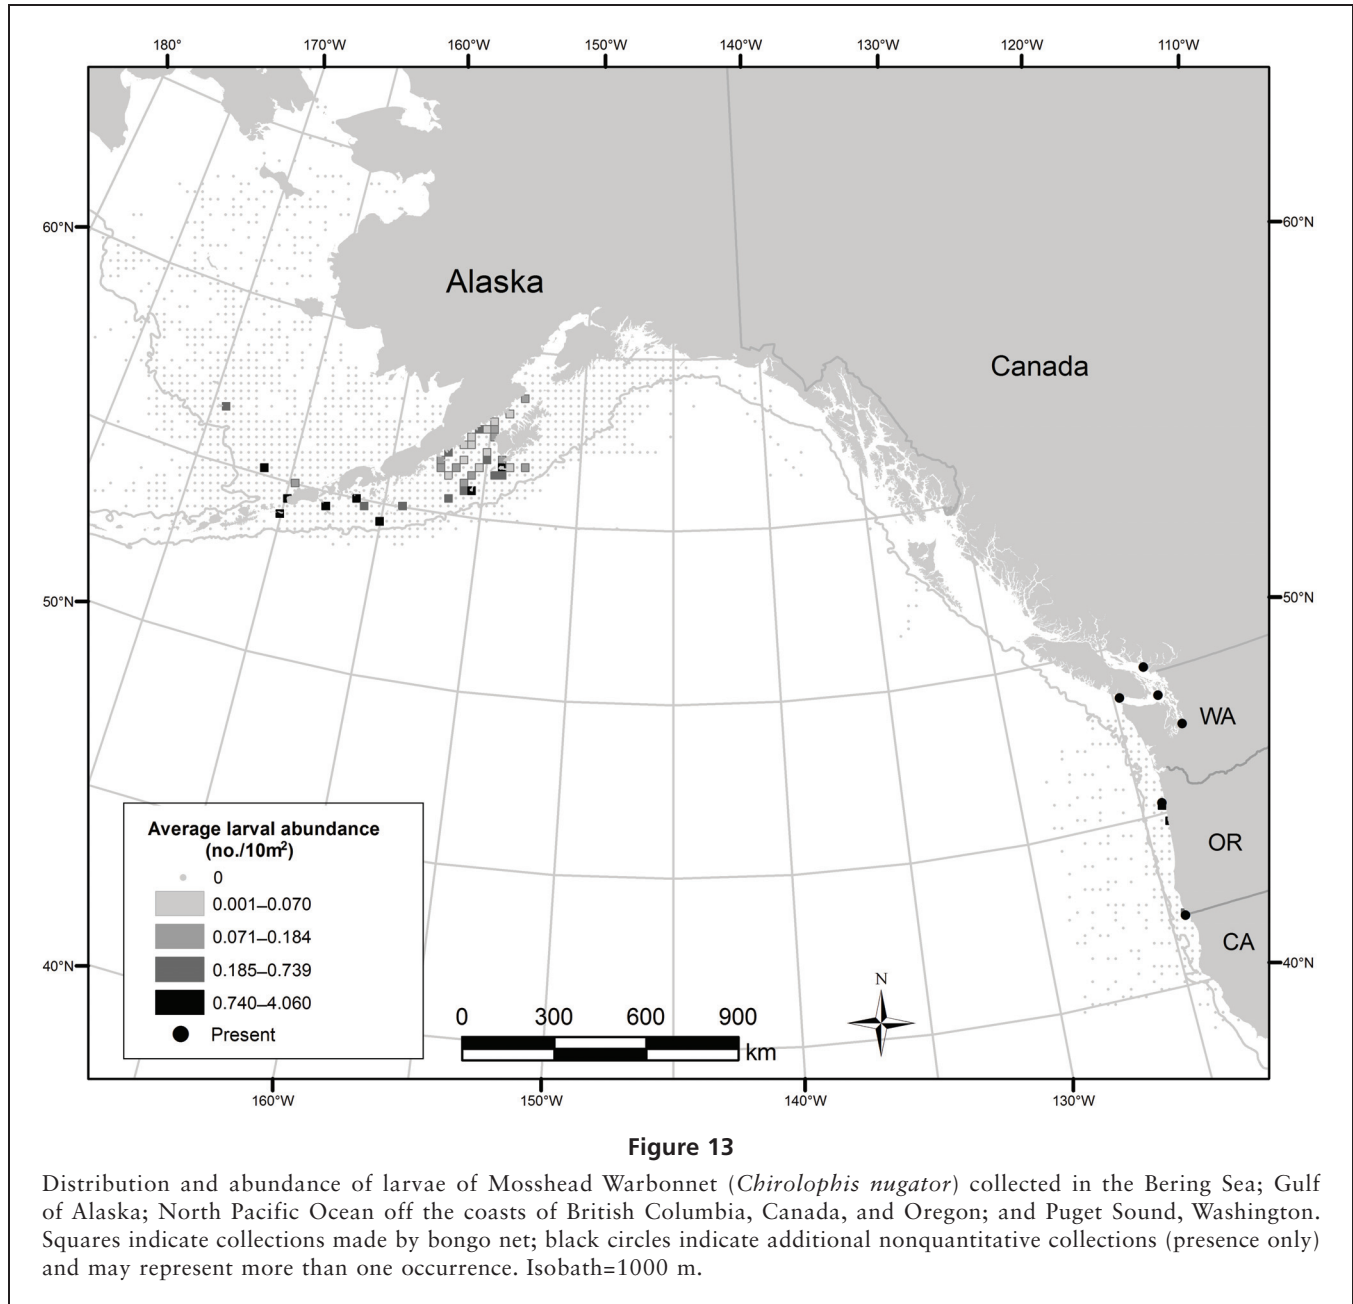 180°
170°W
160°W
150°W
140°W
130°W
120°W
110°W
60°N
60°N
Alaska
Canada
50°N
50°N
WA
OR
CA
40°N
40°N
Average larval abundance
(no./10m²)
0
0.001–0.070
0.071–0.184
0.185–0.739
0.740–4.060
Present
0 300 600 900
km
N
160°W
150°W
140°W
130°W
Figure 13
Distribution and abundance of larvae of Mosshead Warbonnet (Chirolophis nugator) collected in the Bering Sea; Gulf
of Alaska; North Pacific Ocean off the coasts of British Columbia, Canada, and Oregon; and Puget Sound, Washington.
Squares indicate collections made by bongo net; black circles indicate additional nonquantitative collections (presence only)
and may represent more than one occurrence. Isobath=1000 m.